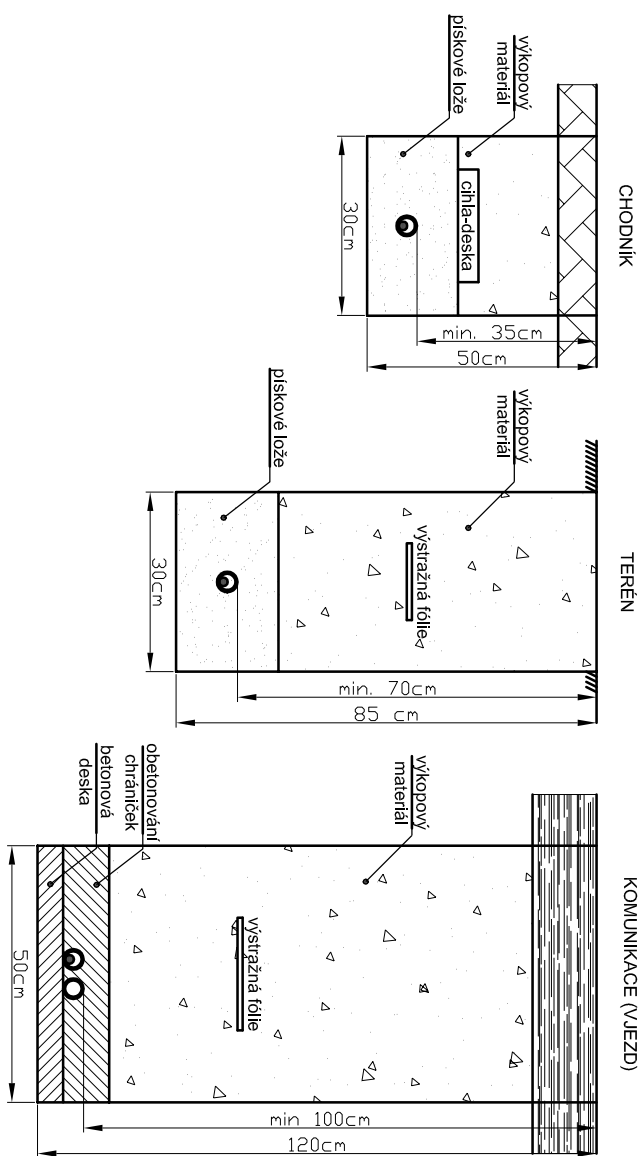 CHODNÍK
výkopový
materiál
pískové lože
cihla-deska
30cm
min. 35cm
50cm
TERÉN
výkopový
materiál
pískové lože
výstražná fólie
30cm
min. 70cm
85 cm
KOMUNIKACE (VJEZD)
výkopový
materiál
obetonování
chrániček
betonová
deska
výstražná fólie
50cm
min 100cm
120cm